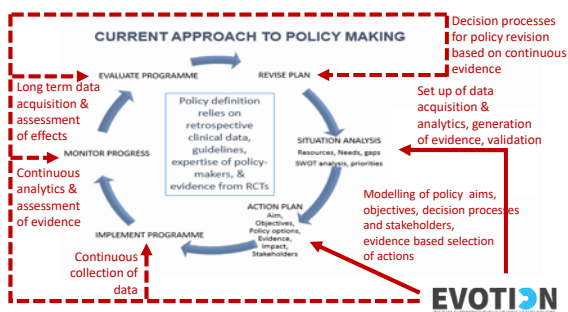 CURRENT APPROACH TO POLICY MAKING
Decision processes
for policy revision
based on continuous
evidence
EVALUATE PROGRAMME
REVISE PLAN
Long term data
acquisition &
assessment
of effects
Policy definition
relies on
retrospective
clinical data,
guidelines,
expertise of policy-
makers, &
evidence from RCTs
Set up of data
acquisition &
analytics, generation
of evidence, validation
SITUATION ANALYSIS
Resources, Needs, gaps
SWOT analysis, priorities
MONITOR PROGRESS
Continuous
analytics &
assessment
of evidence
Modelling of policy aims,
objectives, decision processes
and stakeholders,
evidence based selection
of actions
ACTION PLAN
Aim,
Objectives,
Policy options,
Evidence,
Impact,
Stakeholders
IMPLEMENT PROGRAMME
Continuous
collection of
data
EVOTION